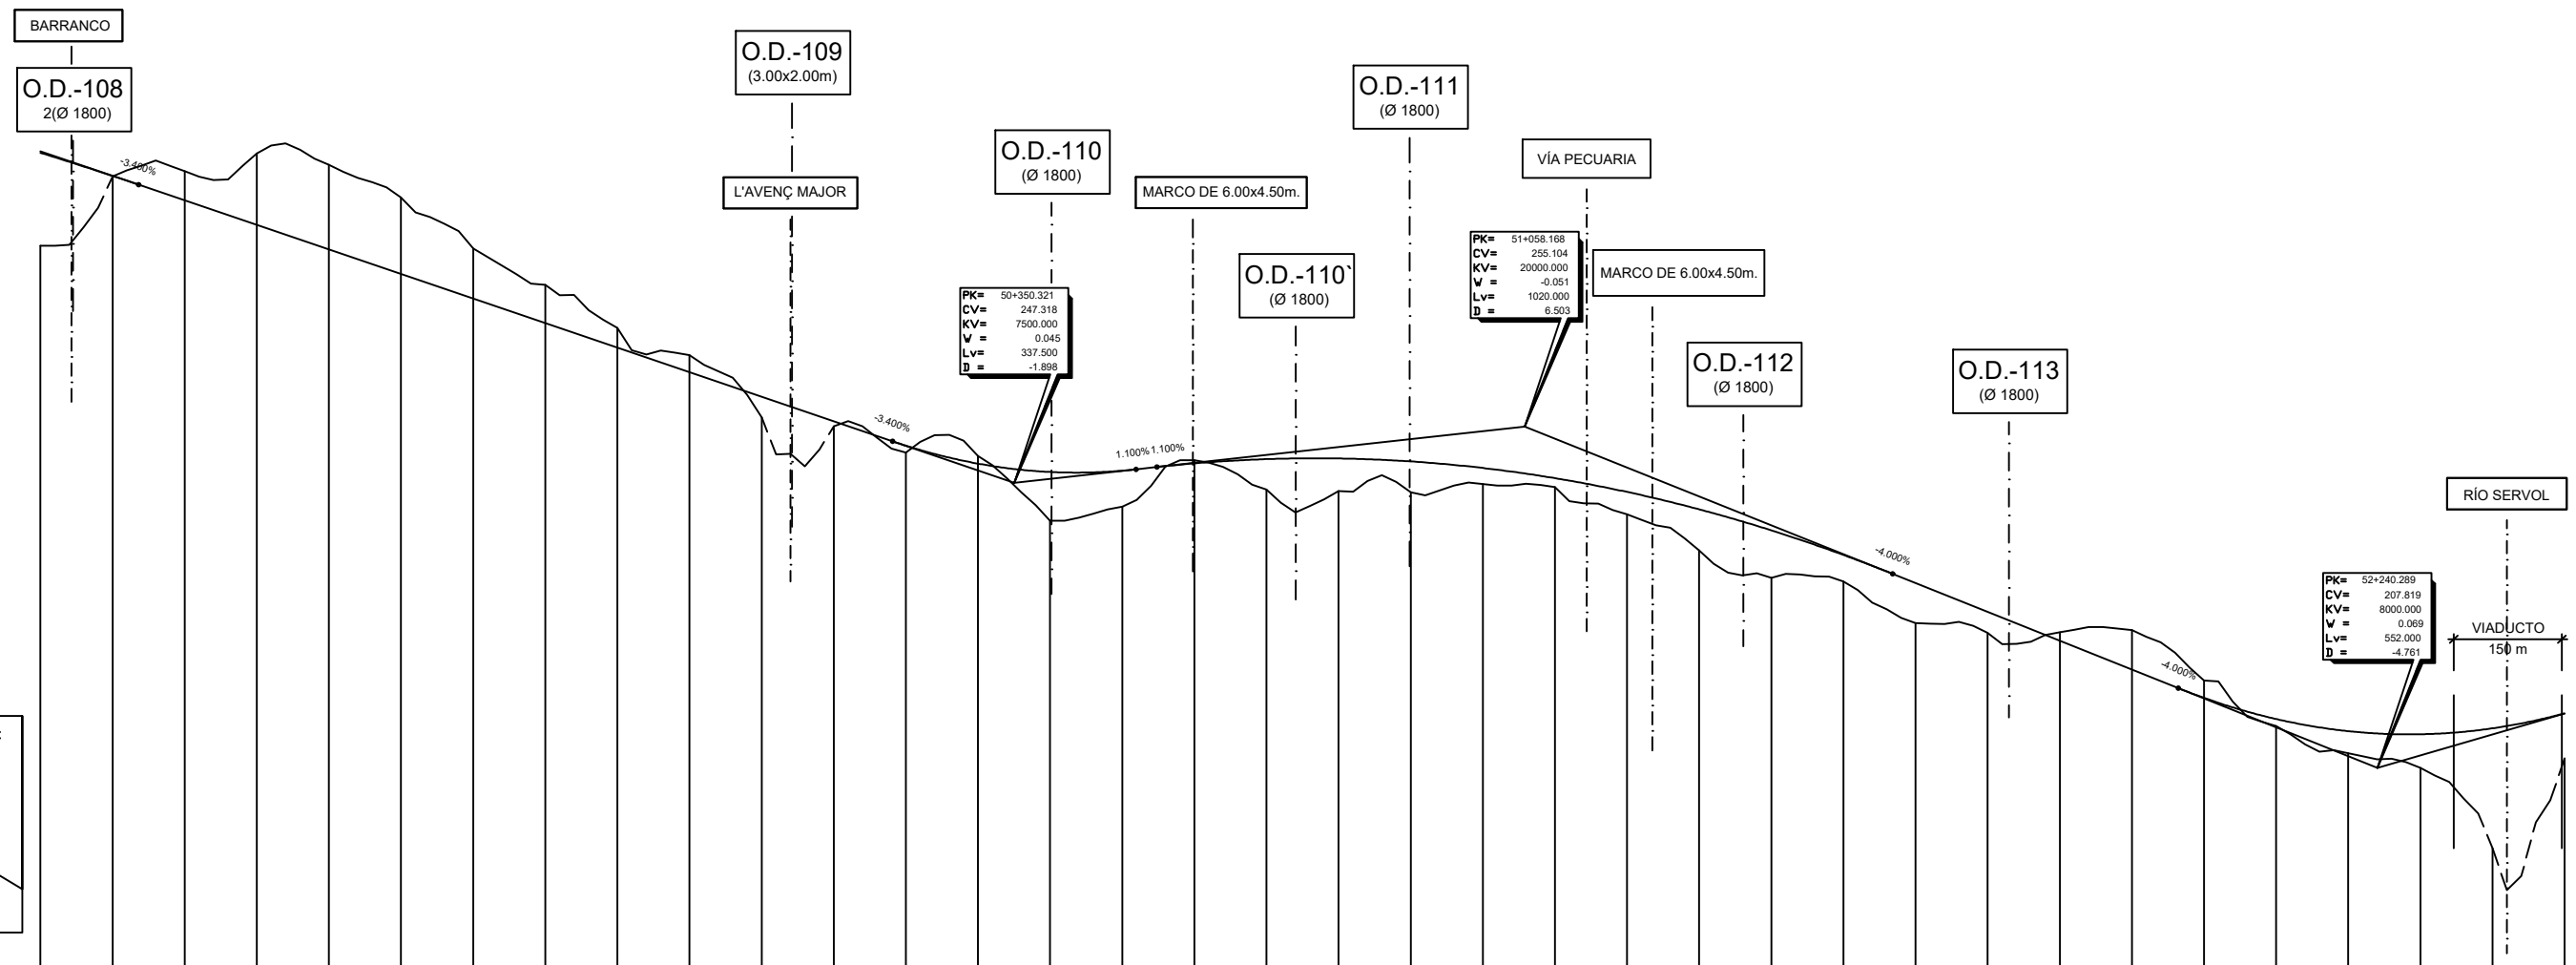 BARRANCO
O.D.-108
2(Ø 1800)
-3.400%
O.D.-109
(3.00x2.00m)
L'AVENÇ MAJOR
-3.400%
O.D.-110
(Ø 1800)
PK= 50+350.321
CV= 247.318
KV= 7500.000
W = 0.045
Lv= 337.500
D = -1.898
MARCO DE 6.00x4.50m.
1.100%
1.100%
O.D.-110`
(Ø 1800)
O.D.-111
(Ø 1800)
PK= 51+058.168
CV= 255.104
KV= 20000.000
W = -0.051
Lv= 1020.000
D = 6.503
VÍA PECUARIA
MARCO DE 6.00x4.50m.
O.D.-112
(Ø 1800)
-4.000%
O.D.-113
(Ø 1800)
-4.000%
PK= 52+240.289
CV= 207.819
KV= 8000.000
W = 0.069
Lv= 552.000
D = -4.761
RÍO SERVOL
VIADUCTO
150 m